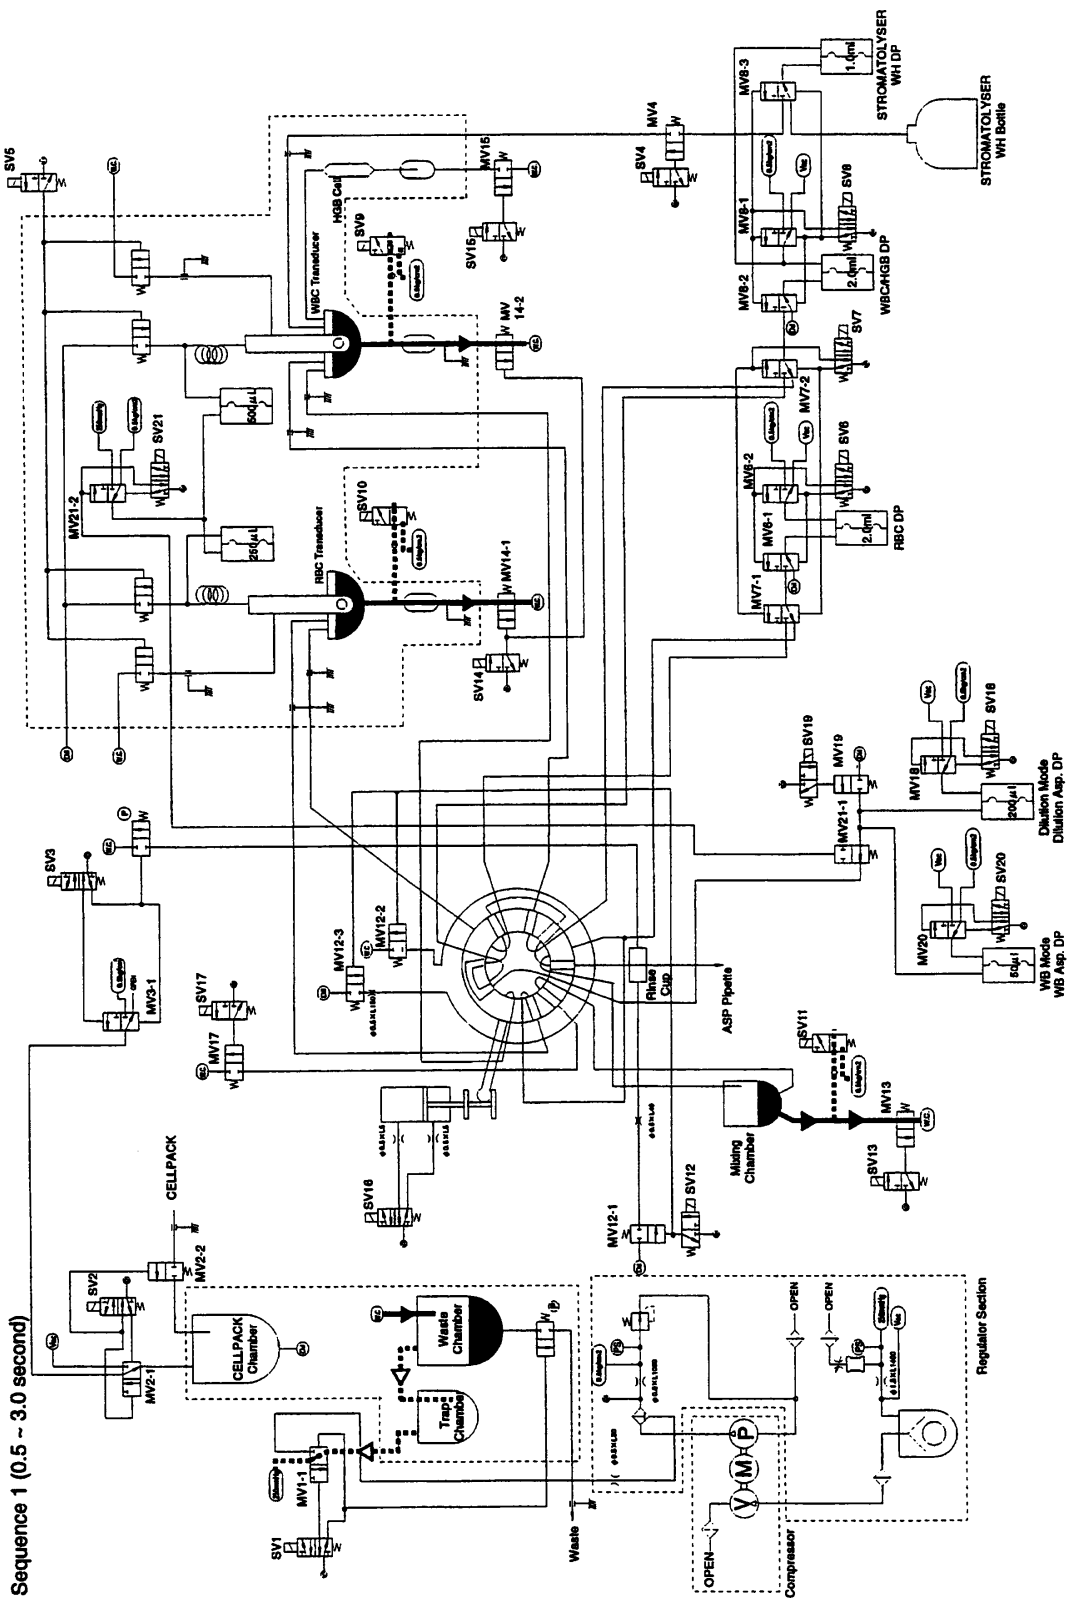 Sequence 1 (0.5 ~ 3.0 second)
SV5
SV3
MV3-1
OPEN
SV17
MV17
SV2
MV2-2
CELLPACK
MV2-1
CELLPACK
Chamber
SV1
MV1-1
Trap
Chamber
Waste
Chamber
Waste
SV16
MV12-3
MV12-2
MV12-1
SV12
MV21-2
SV21
250µL
500µL
RBC Transducer
WBC Transducer
HGB Cell
SV10
SV9
SV14
MV14-1
MV
14-2
SV15
MV15
SV4
MV4
MV8-3
1.0ml
STROMATOLYSER
WH DP
STROMATOLYSER
WH Bottle
MV8-1
Vac
SV8
MV8-2
2.0ml
WBC/HGB DP
SV7
MV7-2
MV6-2
Vac
SV6
MV6-1
2.0ml
RBC DP
MV7-1
SV19
MV19
MV21-1
Vac
MV18
SV18
200µl
Dilution Mode
Dilution Asp. DP
Vac
MV20
SV20
50µl
WB Mode
WB Asp. DP
Rinse
Cup
ASP Pipette
Mixing
Chamber
SV11
MV13
SV13
OPEN
OPEN
Vac
Regulator Section
P
M
V
OPEN
Compressor